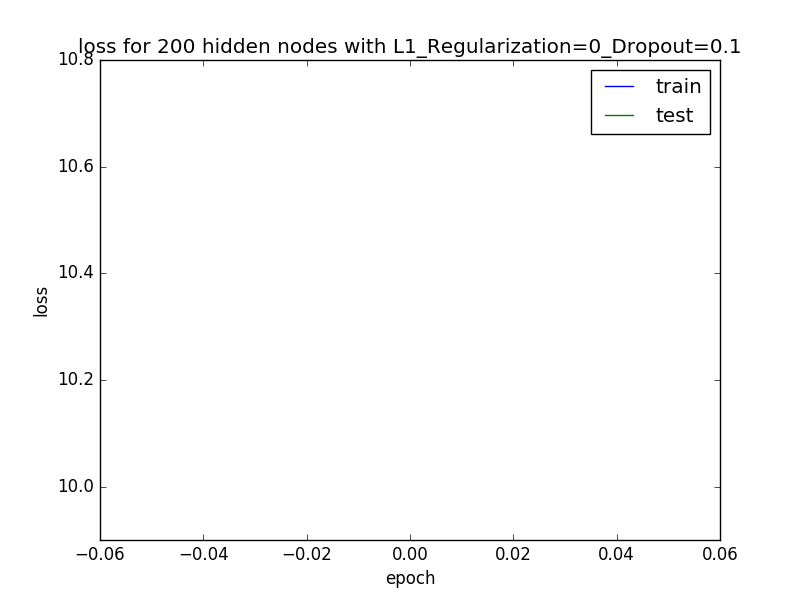 loss for 200 hidden nodes with L1_Regularization=0_Dropout=0.1
10.8
train
test
10.6
10.4
loss
10.2
10.0
−0.06 −0.04 −0.02 0.00 0.02 0.04 0.06
epoch